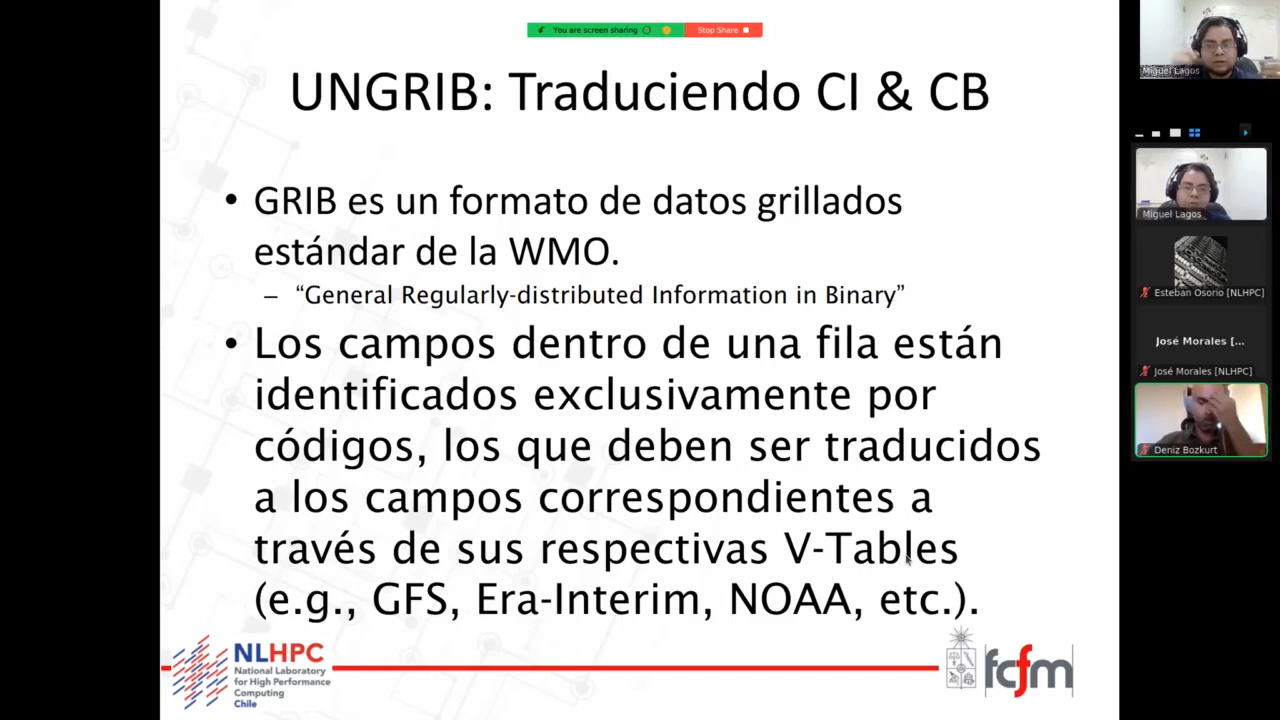 You are screen sharing
Stop Share
UNGRIB: Traduciendo CI & CB
• GRIB es un formato de datos grillados
estándar de la WMO.
– “General Regularly-distributed Information in Binary”
• Los campos dentro de una fila están
identificados exclusivamente por
códigos, los que deben ser traducidos
a los campos correspondientes a
través de sus respectivas V-Tables
(e.g., GFS, Era-Interim, NOAA, etc.).
NLHPC
National Laboratory
for High Performance
Computing
Chile
fcfm
Miguel Lagos
Miguel Lagos
Esteban Osorio [NLHPC]
José Morales [...
José Morales [NLHPC]
Deniz Bozkurt